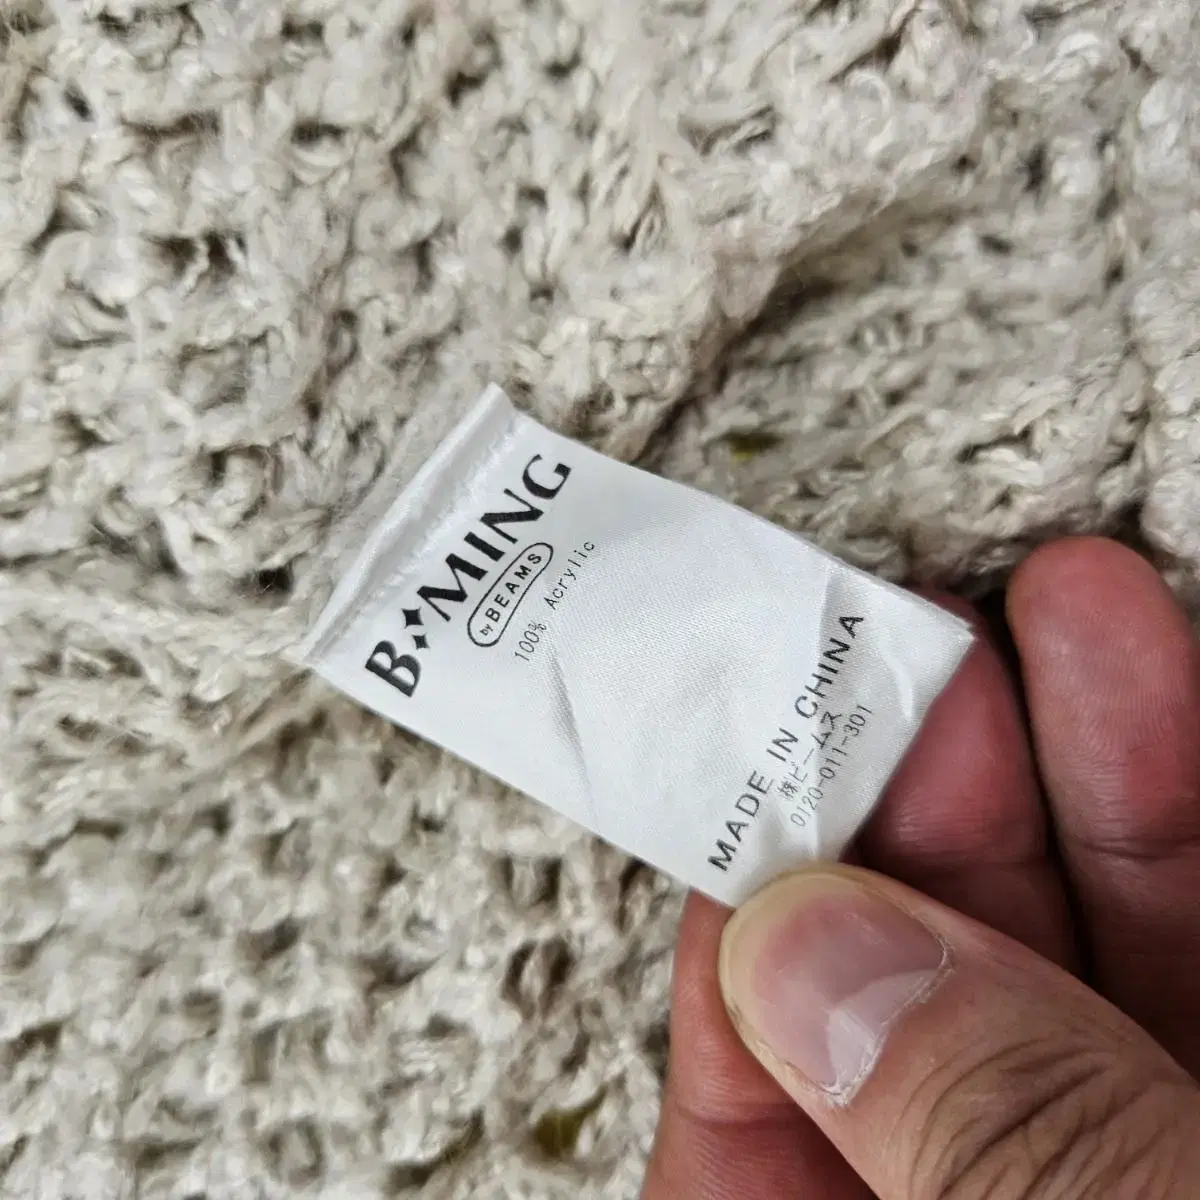 B✦MING
by BEAMS
100% Acrylic
MADE IN CHINA
㈱ビームス
0120-011-301